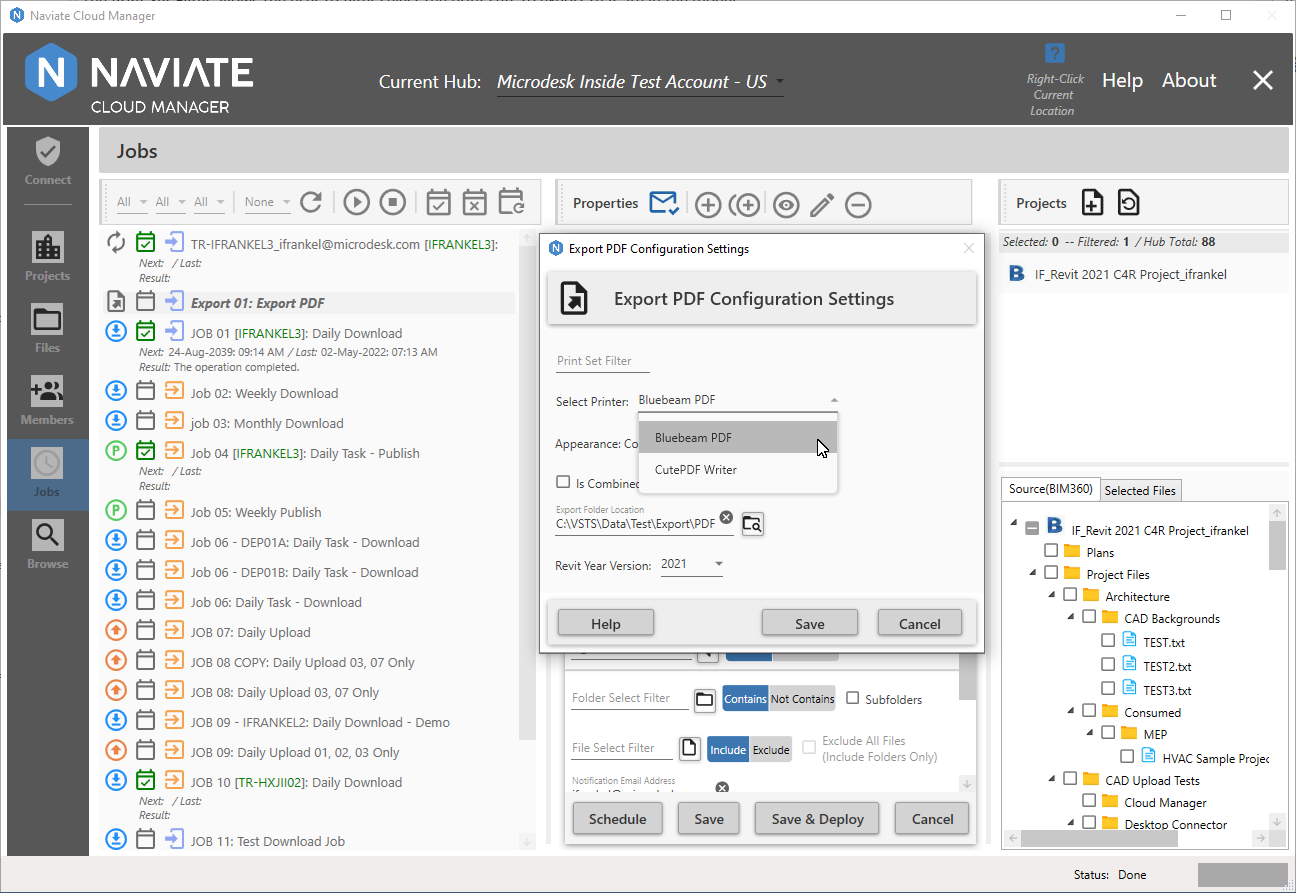 Naviate Cloud Manager
NAVIATE
CLOUD MANAGER
Current Hub: Microdesk Inside Test Account - US
?
Right-Click
Current
Location
Help
About
Connect
Projects
Files
Members
Jobs
Browse
Jobs
All All All None
TR-IFRANKEL3_ifrankel@microdesk.com [IFRANKEL3]:
Next: / Last:
Result:
Export 01: Export PDF
JOB 01 [IFRANKEL3]: Daily Download
Next: 24-Aug-2039: 09:14 AM / Last: 02-May-2022: 07:13 AM
Result: The operation completed.
Job 02: Weekly Download
job 03: Monthly Download
Job 04 [IFRANKEL3]: Daily Task - Publish
Next: / Last:
Result:
Job 05: Weekly Publish
Job 06 - DEP01A: Daily Task - Download
Job 06 - DEP01B: Daily Task - Download
Job 06: Daily Task - Download
JOB 07: Daily Upload
JOB 08 COPY: Daily Upload 03, 07 Only
JOB 08: Daily Upload 03, 07 Only
JOB 09 - IFRANKEL2: Daily Download - Demo
JOB 09: Daily Upload 01, 02, 03 Only
JOB 10 [TR-HXJII02]: Daily Download
Next: / Last:
Result:
JOB 11: Test Download Job
Properties
Export PDF Configuration Settings
Export PDF Configuration Settings
Print Set Filter
Select Printer: Bluebeam PDF
Bluebeam PDF
CutePDF Writer
Appearance: Co
Is Combined
Export Folder Location
C:\VSTS\Data\Test\Export\PDF
Revit Year Version: 2021
Help Save Cancel
Folder Select Filter Contains Not Contains Subfolders
File Select Filter Include Exclude Exclude All Files
(Include Folders Only)
Notification Email Address
Schedule Save Save & Deploy Cancel
Projects
Selected: 0 -- Filtered: 1 / Hub Total: 88
B IF_Revit 2021 C4R Project_ifrankel
Source(BIM360) Selected Files
B IF_Revit 2021 C4R Project_ifrankel
Plans
Project Files
Architecture
CAD Backgrounds
TEST.txt
TEST2.txt
TEST3.txt
Consumed
MEP
HVAC Sample Projec
CAD Upload Tests
Cloud Manager
Desktop Connector
Status: Done